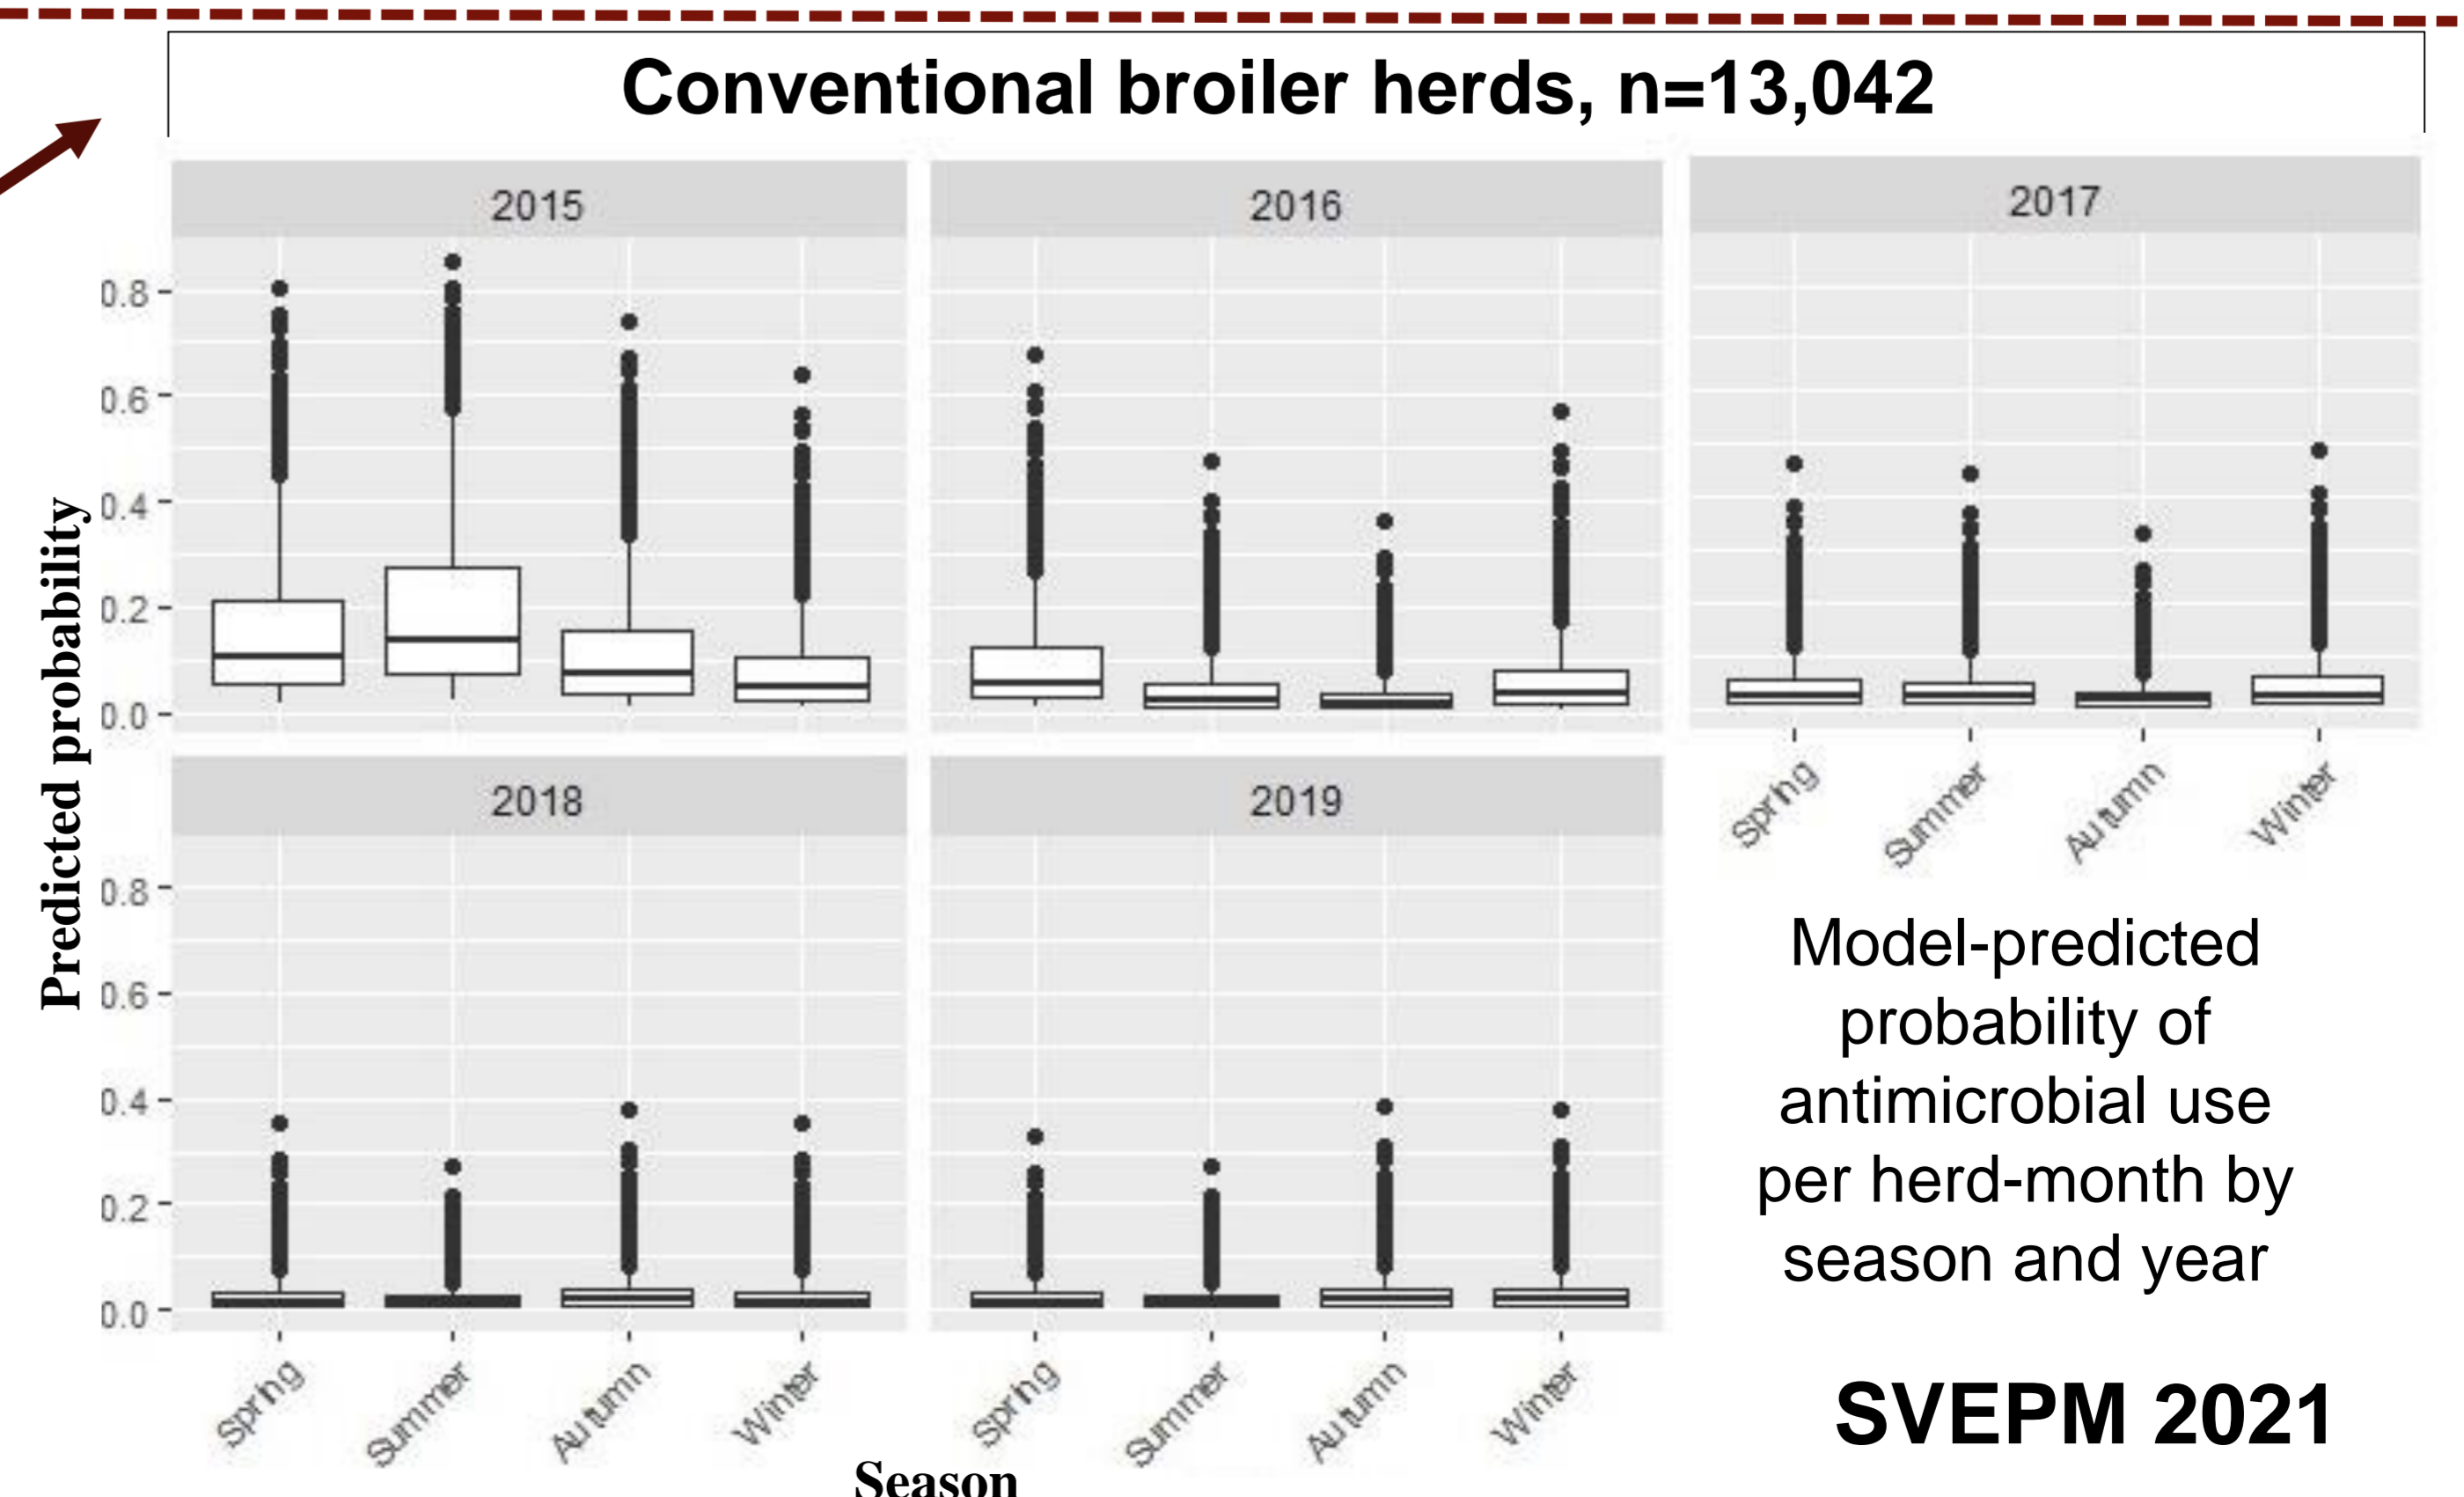 Conventional broiler herds, n=13,042
2015
2016
2017
0.8
0.6
0.4
0.2
0.0
Predicted probability
Spring
Summer
Autumn
Winter
2018
2019
0.8
0.6
0.4
0.2
0.0
Spring
Summer
Autumn
Winter
Spring
Summer
Autumn
Winter
Season
Model-predicted
probability of
antimicrobial use
per herd-month by
season and year
SVEPM 2021